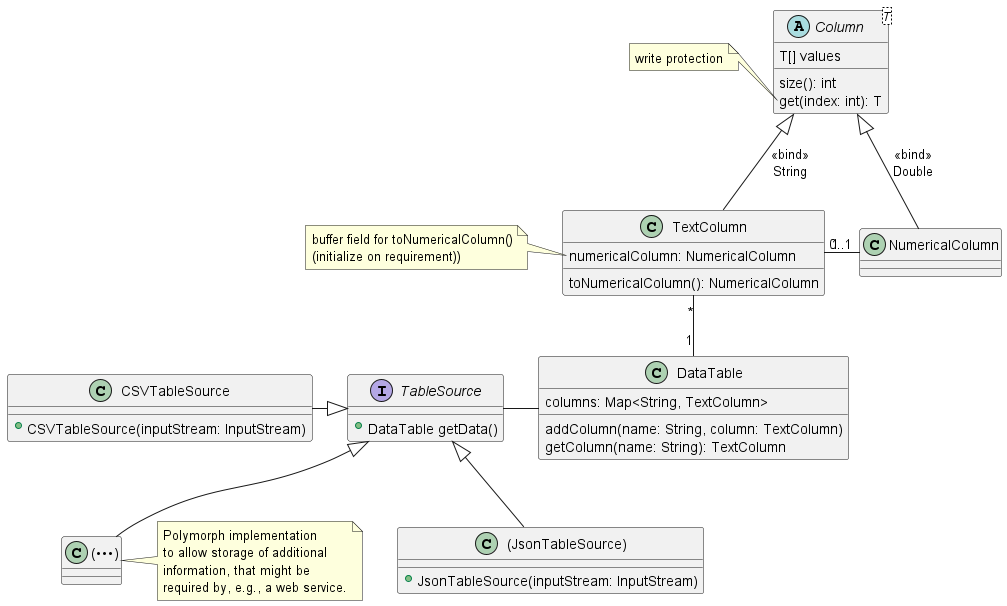 A Column
T
T[] values
size(): int
get(index: int): T
write protection
«bind»
String
«bind»
Double
C TextColumn
numericalColumn: NumericalColumn
toNumericalColumn(): NumericalColumn
buffer field for toNumericalColumn()
(initialize on requirement))
0..1
C NumericalColumn
*
1
C DataTable
columns: Map<String, TextColumn>
addColumn(name: String, column: TextColumn)
getColumn(name: String): TextColumn
C CSVTableSource
CSVTableSource(inputStream: InputStream)
I TableSource
DataTable getData()
C (•••)
Polymorph implementation
to allow storage of additional
information, that might be
required by, e.g., a web service.
C (JsonTableSource)
JsonTableSource(inputStream: InputStream)